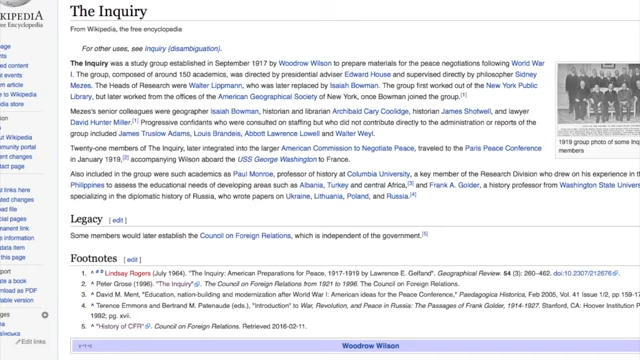 The Inquiry
WIKIPEDIA
Free Encyclopedia
From Wikipedia, the free encyclopedia
For other uses, see Inquiry (disambiguation).
The Inquiry was a study group established in September 1917 by Woodrow Wilson to prepare materials for the peace negotiations following World War
I. The group, composed of around 150 academics, was directed by presidential adviser Edward House and supervised directly by philosopher Sidney
Mezes. The Heads of Research were Walter Lippmann, who was later replaced by Isaiah Bowman. The group first worked out of the New York Public
Library, but later worked from the offices of the American Geographical Society of New York, once Bowman joined the group.[1]
Mezes's senior colleagues were geographer Isaiah Bowman, historian and librarian Archibald Cary Coolidge, historian James Shotwell, and lawyer
David Hunter Miller.[1] Progressive confidants who were consulted on staffing but who did not contribute directly to the administration or reports of the
group included James Truslow Adams, Louis Brandeis, Abbott Lawrence Lowell and Walter Weyl.
Twenty-one members of The Inquiry, later integrated into the larger American Commission to Negotiate Peace, traveled to the Paris Peace Conference
in January 1919,[2] accompanying Wilson aboard the USS George Washington to France.
1919 group photo of some Inq
members
Also included in the group were such academics as Paul Monroe, professor of history at Columbia University, a key member of the Research Division who drew on his experience in th
Philippines to assess the educational needs of developing areas such as Albania, Turkey and central Africa,[3] and Frank A. Golder, a history professor from Washington State Univers
specializing in the diplomatic history of Russia, who wrote papers on Ukraine, Lithuania, Poland, and Russia.[4]
Legacy [ edit ]
Some members would later establish the Council on Foreign Relations, which is independent of the government.[5]
Footnotes [ edit ]
1. ^ a b Lindsay Rogers (July 1964). "The Inquiry: American Preparations for Peace, 1917-1919 by Lawrence E. Gelfand". Geographical Review. 54 (3): 260–462. doi:10.2307/212676.
2. ^ Peter Grose (1996). "The Inquiry". The Council on Foreign Relations from 1921 to 1996. The Council on Foreign Relations.
3. ^ David M. Ment, "Education, nation-building and modernization after World War I: American ideas for the Peace Conference," Paedagogica Historica, Feb 2005, Vol. 41 Issue 1/2, pp 159-17
4. ^ Terence Emmons and Bertrand M. Patenaude (eds.), "Introduction" to War, Revolution, and Peace in Russia: The Passages of Frank Golder, 1914-1927. Stanford, CA: Hoover Institution
1992; pg. xvii.
5. ^ "History of CFR". Council on Foreign Relations. Retrieved 2016-02-11.
V·T·E
Woodrow Wilson
Edit links